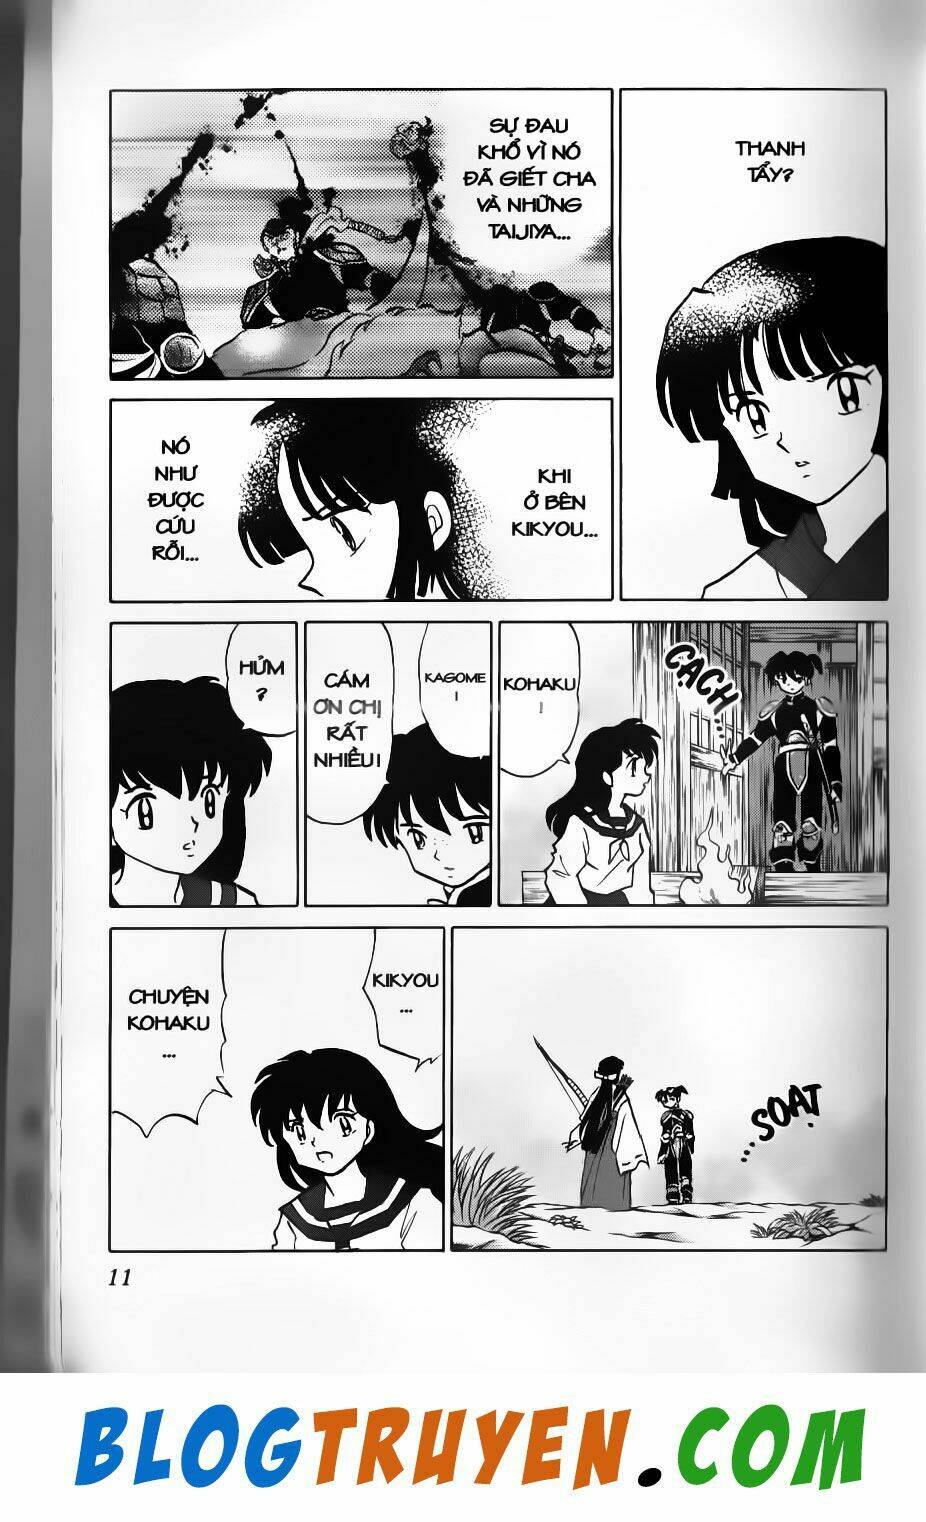 THANH
TẨY?
SỰ ĐAU
KHỔ VÌ NÓ
ĐÃ GIẾT CHA
VÀ NHỮNG
TAIJIYA...
KHI
Ở BÊN
KIKYOU...
NÓ
NHƯ
ĐƯỢC
CỨU
RỖI...
CẠCH...
KOHAKU
!
KAGOME
!
CÁM
ƠN CHỊ
RẤT
NHIỀU!
HỬM
?
...SOẠT
KIKYOU
...
CHUYỆN
KOHAKU
...
11
BLOGTRUYEN.COM